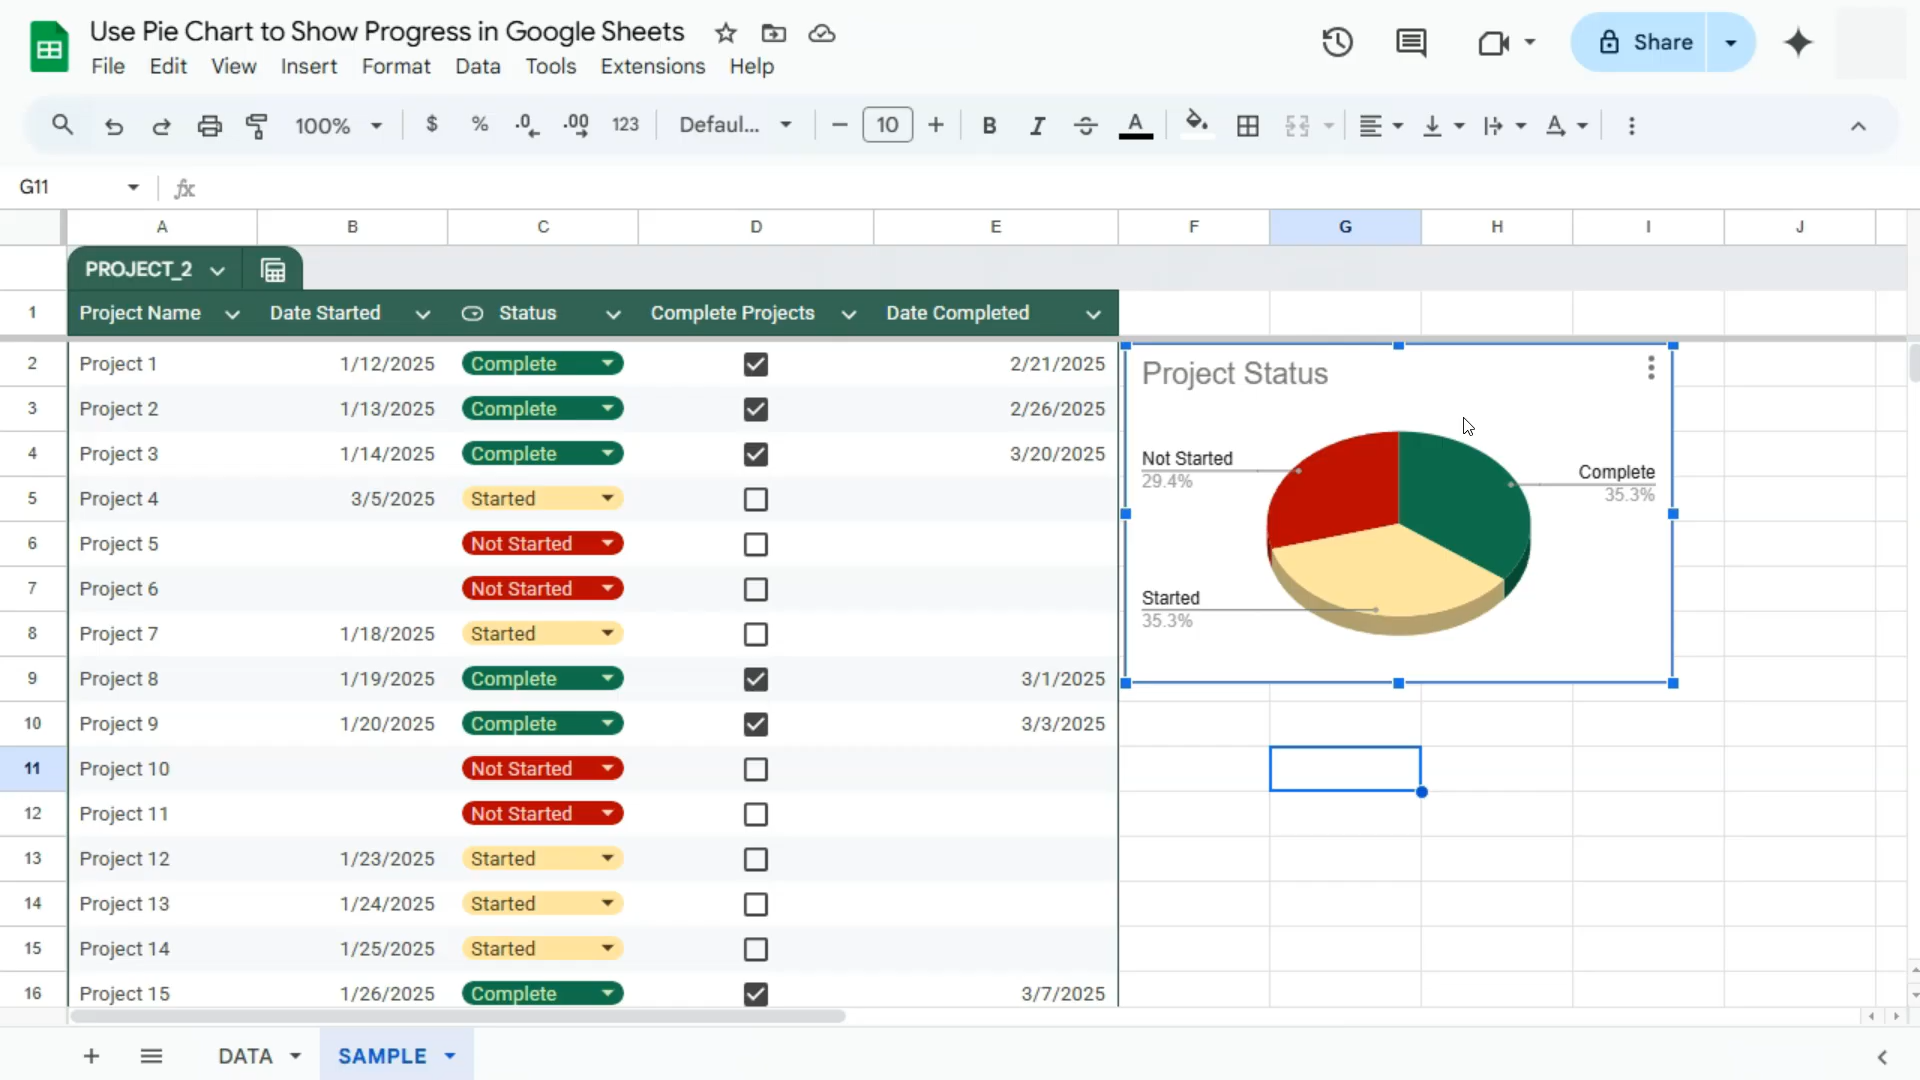 Use Pie Chart to Show Progress in Google Sheets
File Edit View Insert Format Data Tools Extensions Help
Share
100% $ % .0 .00 123 Defaul... 10 B I S A
G11 fx
A B C D E F G H I J
PROJECT_2
1 Project Name Date Started Status Complete Projects Date Completed
2 Project 1 1/12/2025 Complete 2/21/2025
3 Project 2 1/13/2025 Complete 2/26/2025
4 Project 3 1/14/2025 Complete 3/20/2025
5 Project 4 3/5/2025 Started
6 Project 5 Not Started
7 Project 6 Not Started
8 Project 7 1/18/2025 Started
9 Project 8 1/19/2025 Complete 3/1/2025
10 Project 9 1/20/2025 Complete 3/3/2025
11 Project 10 Not Started
12 Project 11 Not Started
13 Project 12 1/23/2025 Started
14 Project 13 1/24/2025 Started
15 Project 14 1/25/2025 Started
16 Project 15 1/26/2025 Complete 3/7/2025
Project Status
Not Started
29.4%
Complete
35.3%
Started
35.3%
DATA SAMPLE